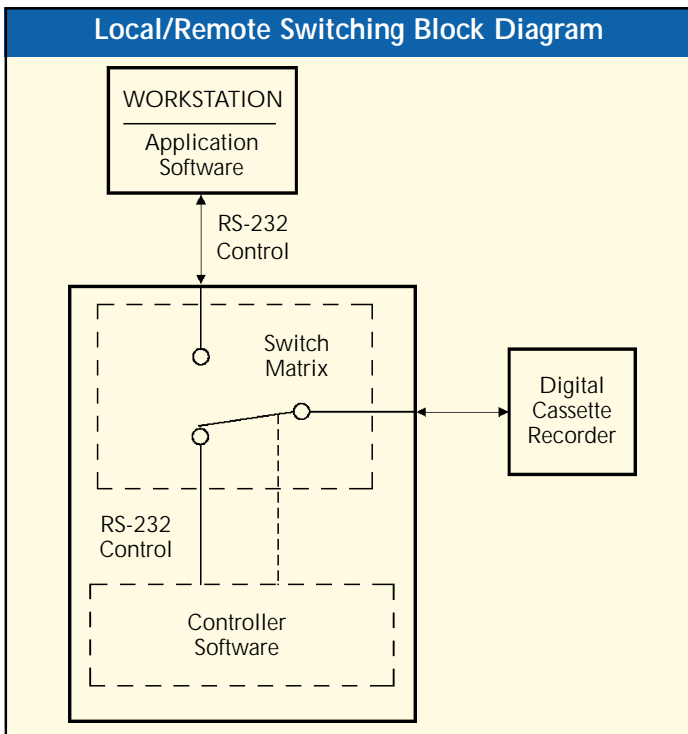 Local/Remote Switching Block Diagram
WORKSTATION
Application
Software
RS-232
Control
Switch
Matrix
Digital
Cassette
Recorder
RS-232
Control
Controller
Software